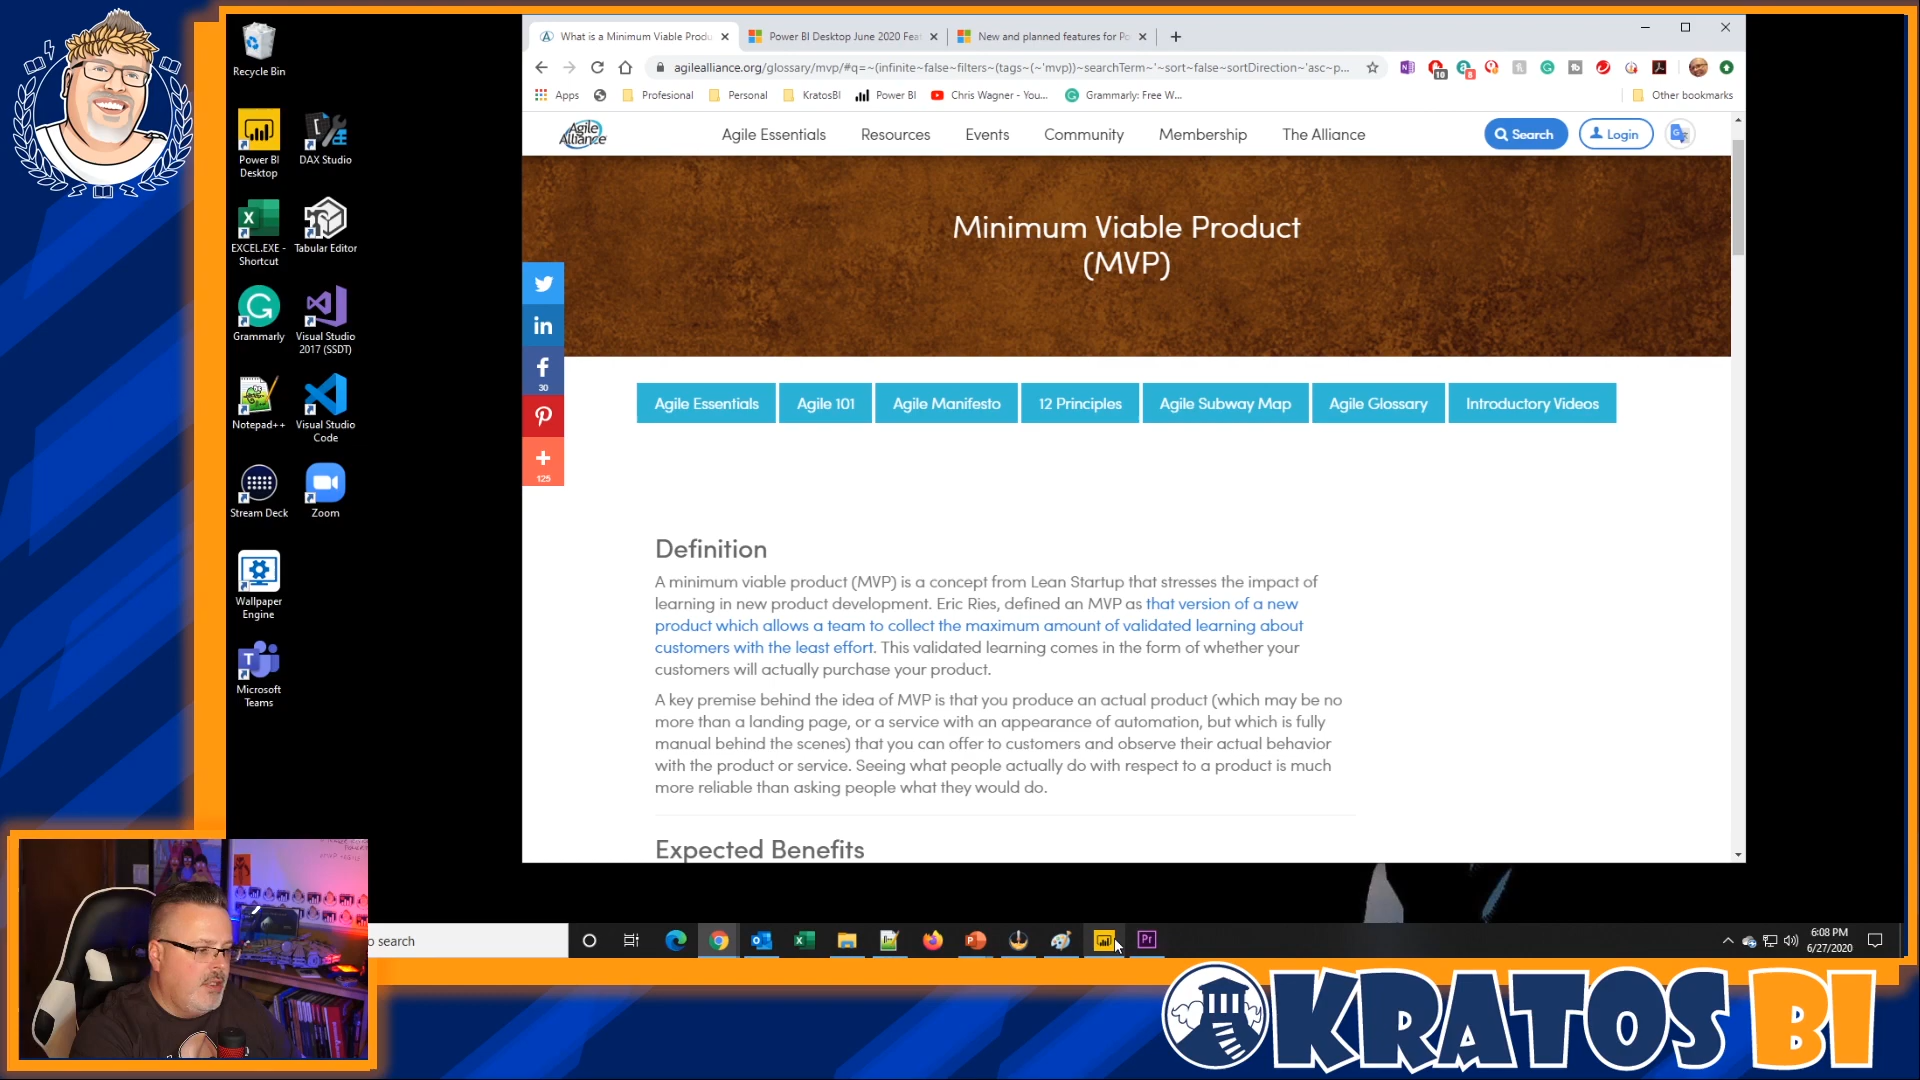 Recycle Bin
Power BI
Desktop
DAX Studio
EXCEL.EXE -
Shortcut
Tabular Editor
Grammarly
Visual Studio
2017 (SSDT)
Notepad++
Visual Studio
Code
Stream Deck
Zoom
Wallpaper
Engine
Microsoft
Teams
What is a Minimum Viable Produ
Power BI Desktop June 2020 Feat
New and planned features for Po
agilealliance.org/glossary/mvp/#q=~(infinite~false~filters~(tags~(~'mvp))~searchTerm~'~sort~false~sortDirection~'asc~p...
10
8
Apps
Profesional
Personal
KratosBI
Power BI
Chris Wagner - You...
Grammarly: Free W...
Other bookmarks
Agile
Alliance
Agile Essentials
Resources
Events
Community
Membership
The Alliance
Search
Login
Minimum Viable Product
(MVP)
30
125
Agile Essentials
Agile 101
Agile Manifesto
12 Principles
Agile Subway Map
Agile Glossary
Introductory Videos
Definition
A minimum viable product (MVP) is a concept from Lean Startup that stresses the impact of
learning in new product development. Eric Ries, defined an MVP as that version of a new
product which allows a team to collect the maximum amount of validated learning about
customers with the least effort. This validated learning comes in the form of whether your
customers will actually purchase your product.
A key premise behind the idea of MVP is that you produce an actual product (which may be no
more than a landing page, or a service with an appearance of automation, but which is fully
manual behind the scenes) that you can offer to customers and observe their actual behavior
with the product or service. Seeing what people actually do with respect to a product is much
more reliable than asking people what they would do.
Expected Benefits
o search
Pr
6:08 PM
6/27/2020
KRATOS BI